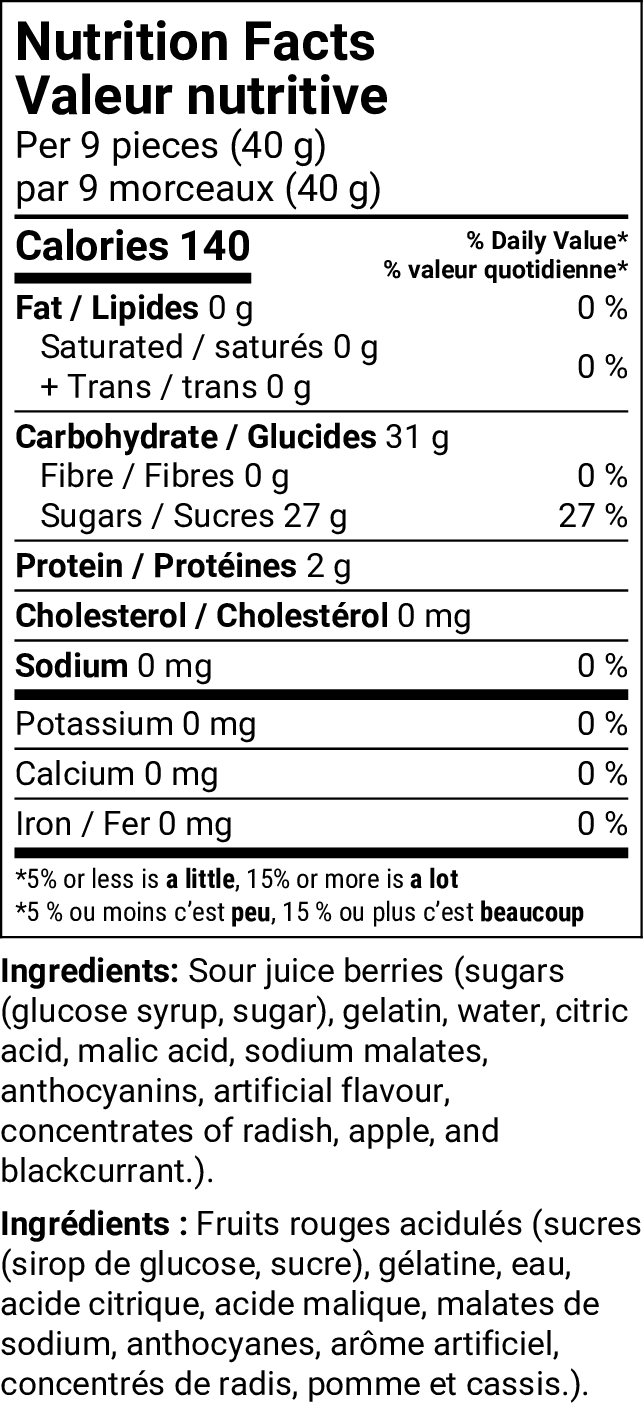 Nutrition Facts
Valeur nutritive
Per 9 pieces (40 g)
par 9 morceaux (40 g)
Calories 140
% Daily Value*
% valeur quotidienne*
Fat / Lipides 0 g 0 %
Saturated / saturés 0 g
+ Trans / trans 0 g 0 %
Carbohydrate / Glucides 31 g
Fibre / Fibres 0 g 0 %
Sugars / Sucres 27 g 27 %
Protein / Protéines 2 g
Cholesterol / Cholestérol 0 mg
Sodium 0 mg 0 %
Potassium 0 mg 0 %
Calcium 0 mg 0 %
Iron / Fer 0 mg 0 %
*5% or less is a little, 15% or more is a lot
*5 % ou moins c’est peu, 15 % ou plus c’est beaucoup
Ingredients: Sour juice berries (sugars
(glucose syrup, sugar), gelatin, water, citric
acid, malic acid, sodium malates,
anthocyanins, artificial flavour,
concentrates of radish, apple, and
blackcurrant.).
Ingrédients : Fruits rouges acidulés (sucres
(sirop de glucose, sucre), gélatine, eau,
acide citrique, acide malique, malates de
sodium, anthocyanes, arôme artificiel,
concentrés de radis, pomme et cassis.).